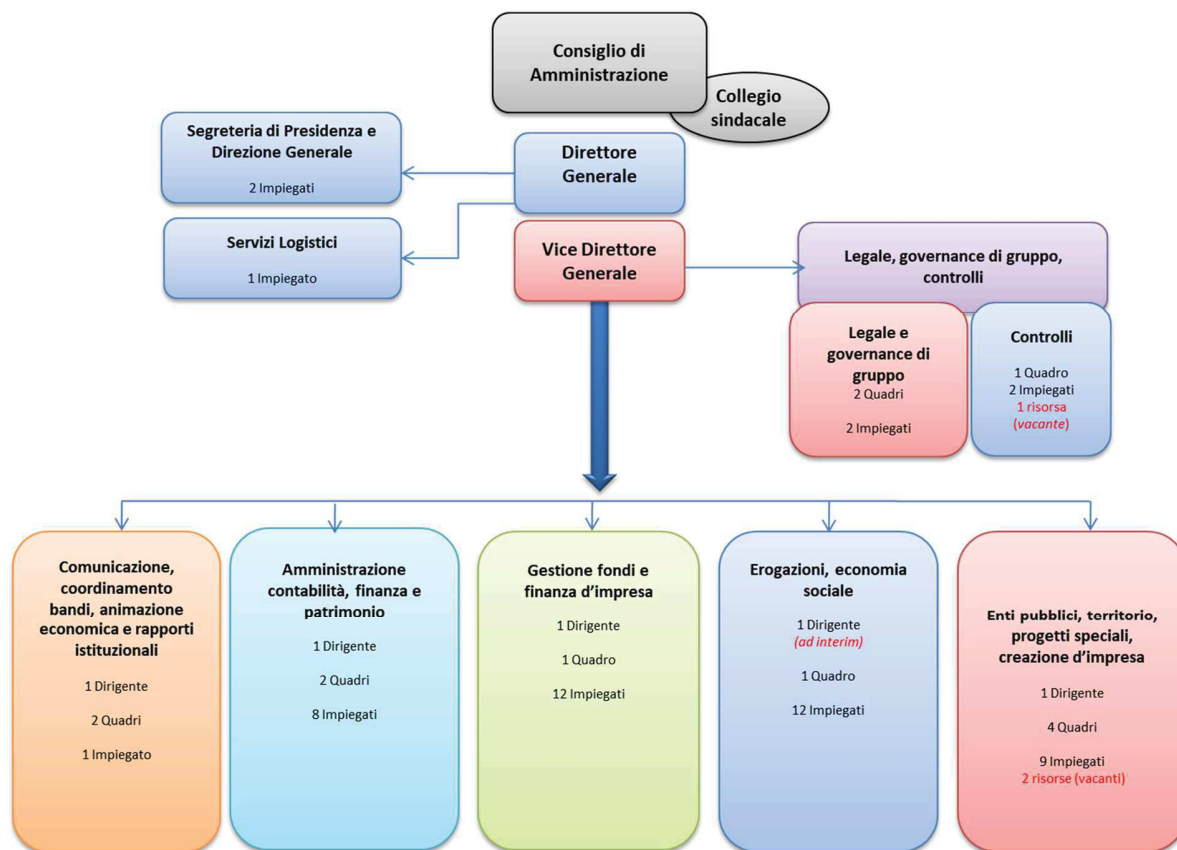 Consiglio di
Amministrazione
Collegio
sindacale
Segreteria di Presidenza e
Direzione Generale
2 Impiegati
Direttore
Generale
Servizi Logistici
1 Impiegato
Vice Direttore
Generale
Legale, governance di gruppo,
controlli
Legale e
governance di
gruppo
2 Quadri
2 Impiegati
Controlli
1 Quadro
2 Impiegati
1 risorsa
(vacante)
Comunicazione,
coordinamento
bandi, animazione
economica e rapporti
istituzionali
1 Dirigente
2 Quadri
1 Impiegato
Amministrazione
contabilità, finanza e
patrimonio
1 Dirigente
2 Quadri
8 Impiegati
Gestione fondi e
finanza d’impresa
1 Dirigente
1 Quadro
12 Impiegati
Erogazioni, economia
sociale
1 Dirigente
(ad interim)
1 Quadro
12 Impiegati
Enti pubblici, territorio,
progetti speciali,
creazione d’impresa
1 Dirigente
4 Quadri
9 Impiegati
2 risorse (vacanti)